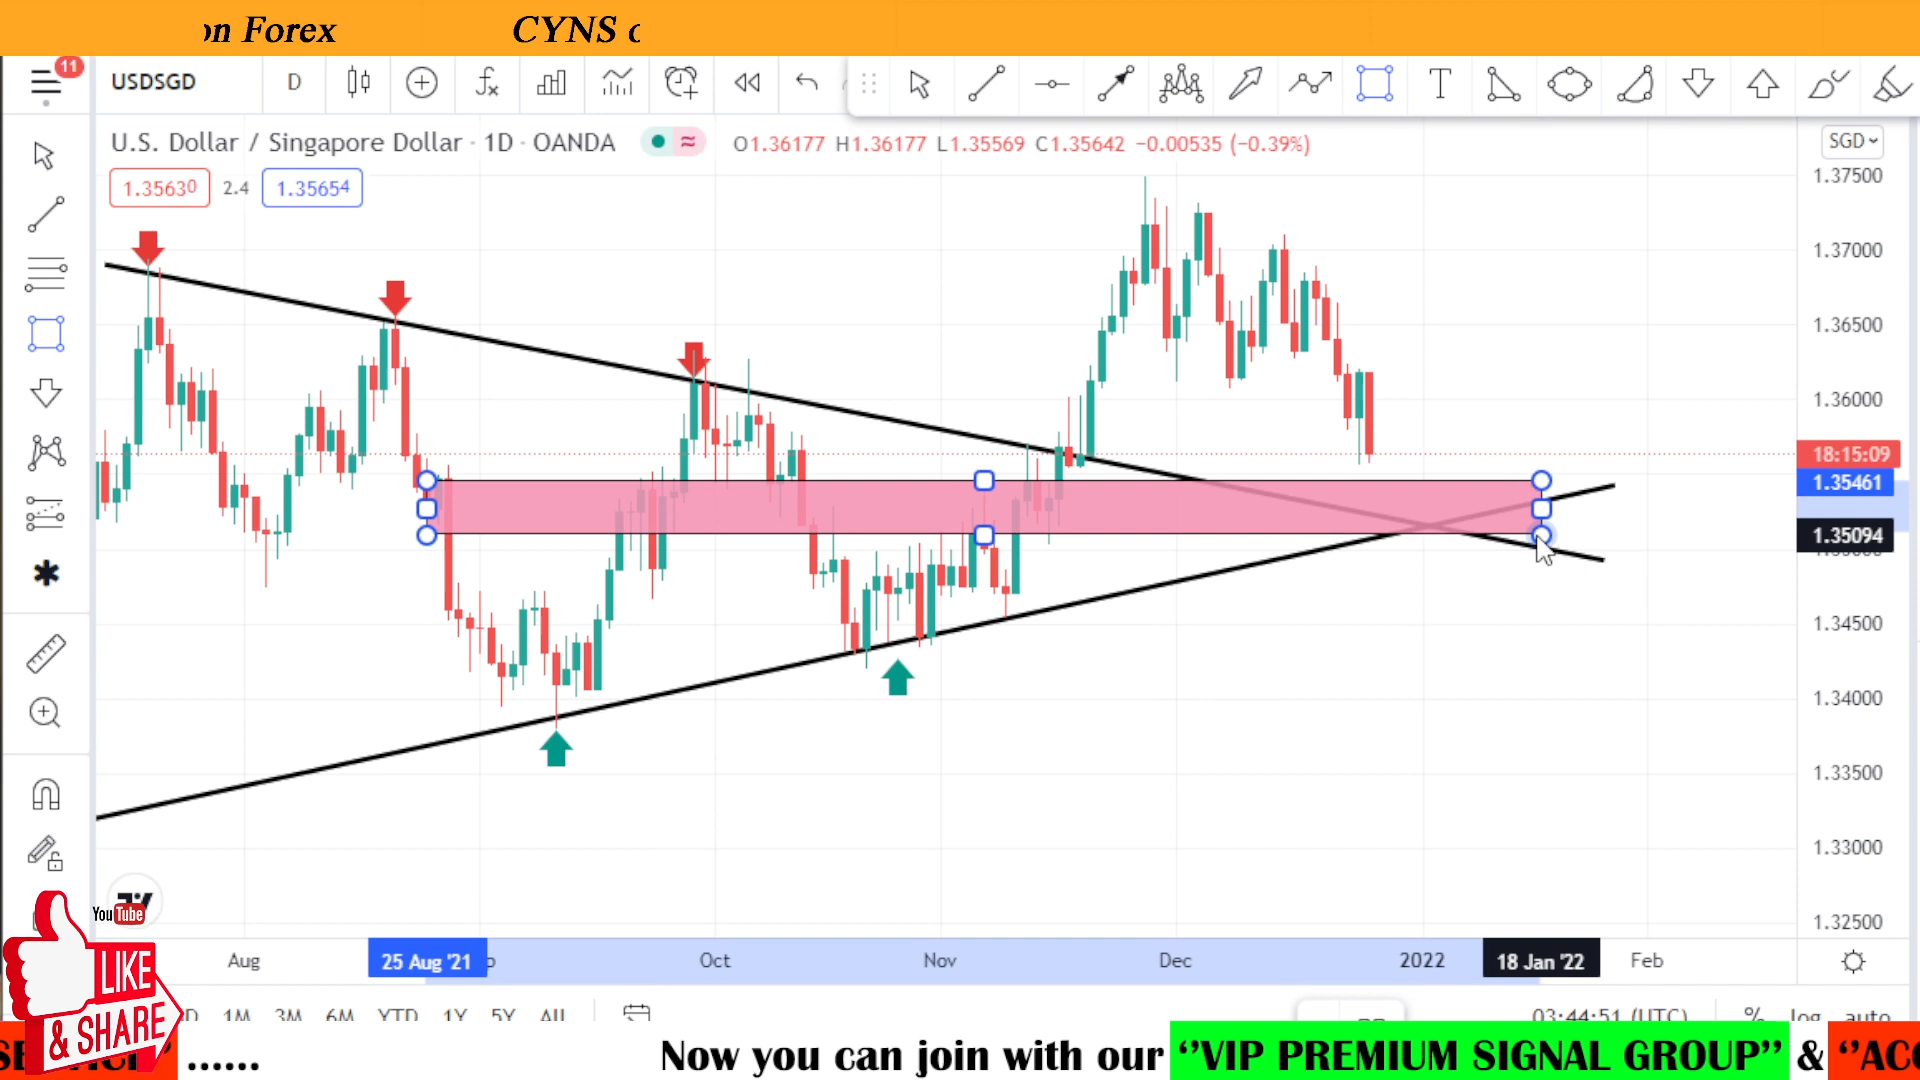 on Forex CYNS
11
USDSGD D
U.S. Dollar / Singapore Dollar · 1D · OANDA O1.36177 H1.36177 L1.35569 C1.35642 −0.00535 (−0.39%)
SGD
1.35630 2.4 1.35654
1.37500
1.37000
1.36500
1.36000
18:15:09
1.35461
1.35094
1.34500
1.34000
1.33500
1.33000
1.32500
YouTube
LIKE
& SHARE
Aug 25 Aug '21 Oct Nov Dec 2022 18 Jan '22 Feb
1M 3M 6M YTD 1Y 5Y All 03:44:51 (UTC) % log auto
...... Now you can join with our ‘’VIP PREMIUM SIGNAL GROUP’’ &